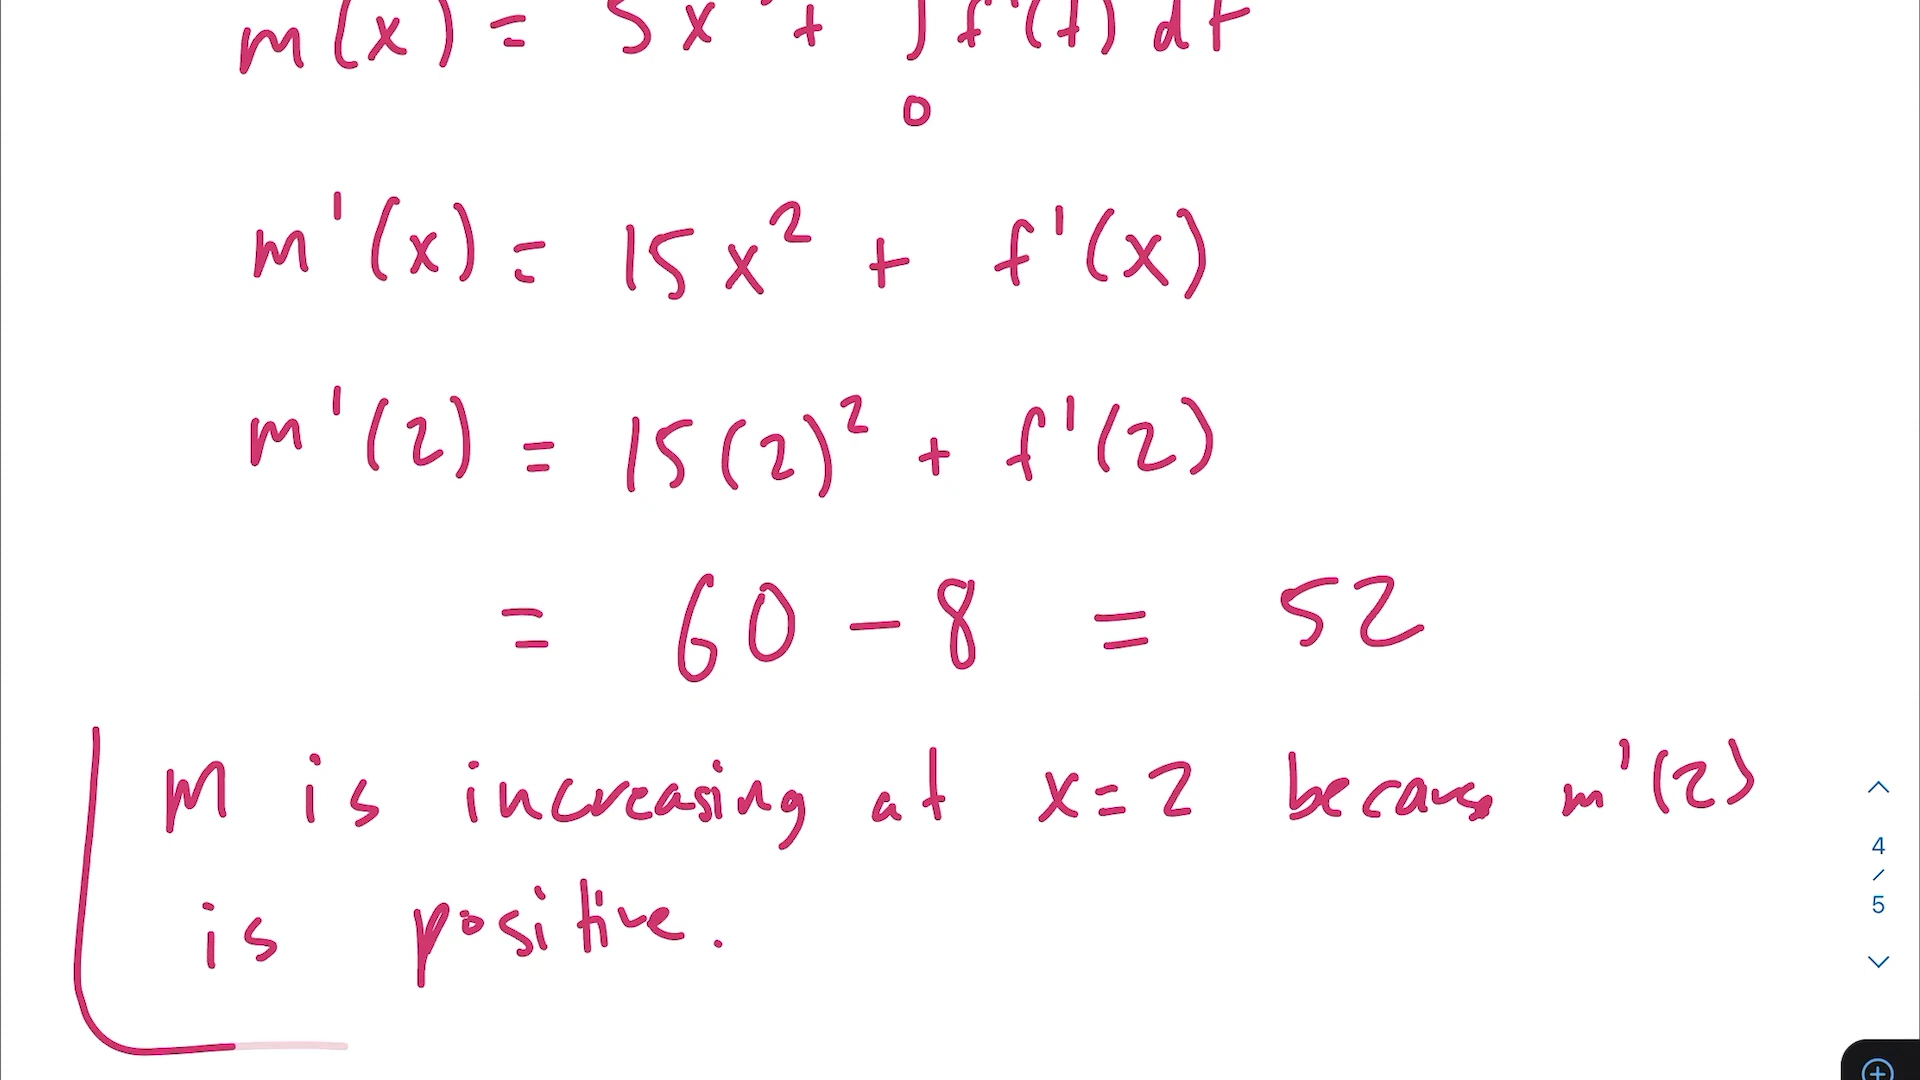 m(x) = 5x + ∫ f'(t) dt
0
m'(x) = 15x² + f'(x)
m'(2) = 15(2)² + f'(2)
= 60 - 8 = 52
M is increasing at x=2 because m'(2)
is positive.
4
/
5